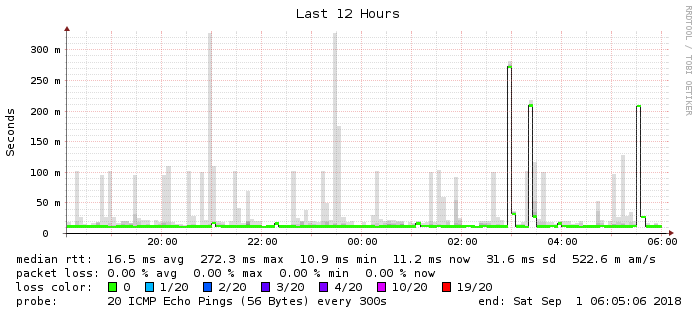 Last 12 Hours
RRDTOOL / TOBI OETIKER
Seconds
300 m
250 m
200 m
150 m
100 m
50 m
0
20:00 22:00 00:00 02:00 04:00 06:00
median rtt: 16.5 ms avg 272.3 ms max 10.9 ms min 11.2 ms now 31.6 ms sd 522.6 m am/s
packet loss: 0.00 % avg 0.00 % max 0.00 % min 0.00 % now
loss color: 0 1/20 2/20 3/20 4/20 10/20 19/20
probe: 20 ICMP Echo Pings (56 Bytes) every 300s end: Sat Sep 1 06:05:06 2018